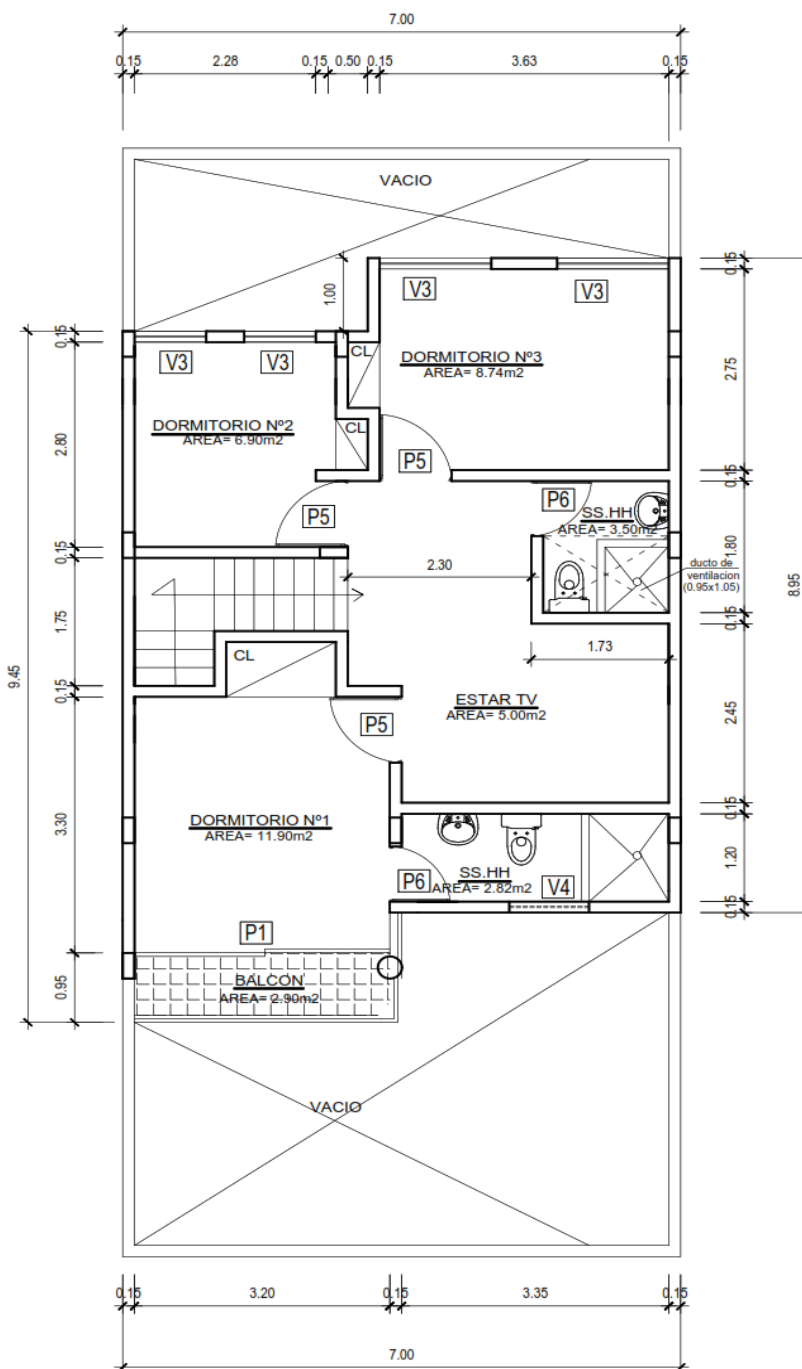 7.00
0.15 2.28 0.15 0.50 0.15 3.63 0.15
VACIO
1.00
V3 V3
CL
V3 V3
DORMITORIO Nº3
AREA= 8.74m2
DORMITORIO Nº2
AREA= 6.90m2
CL
P5
P5
P6
SS.HH
AREA= 3.50m2
ducto de
ventilacion
(0.95x1.05)
2.30
1.73
CL
ESTAR TV
AREA= 5.00m2
P5
DORMITORIO Nº1
AREA= 11.90m2
SS.HH
AREA= 2.82m2
P6
V4
P1
BALCON
AREA= 2.90m2
VACIO
0.15
2.80
0.15
1.75
0.15
3.30
0.95
9.45
0.15
2.75
0.15
1.80
0.15
2.45
0.15
1.20
0.15
8.95
0.15 3.20 0.15 3.35 0.15
7.00